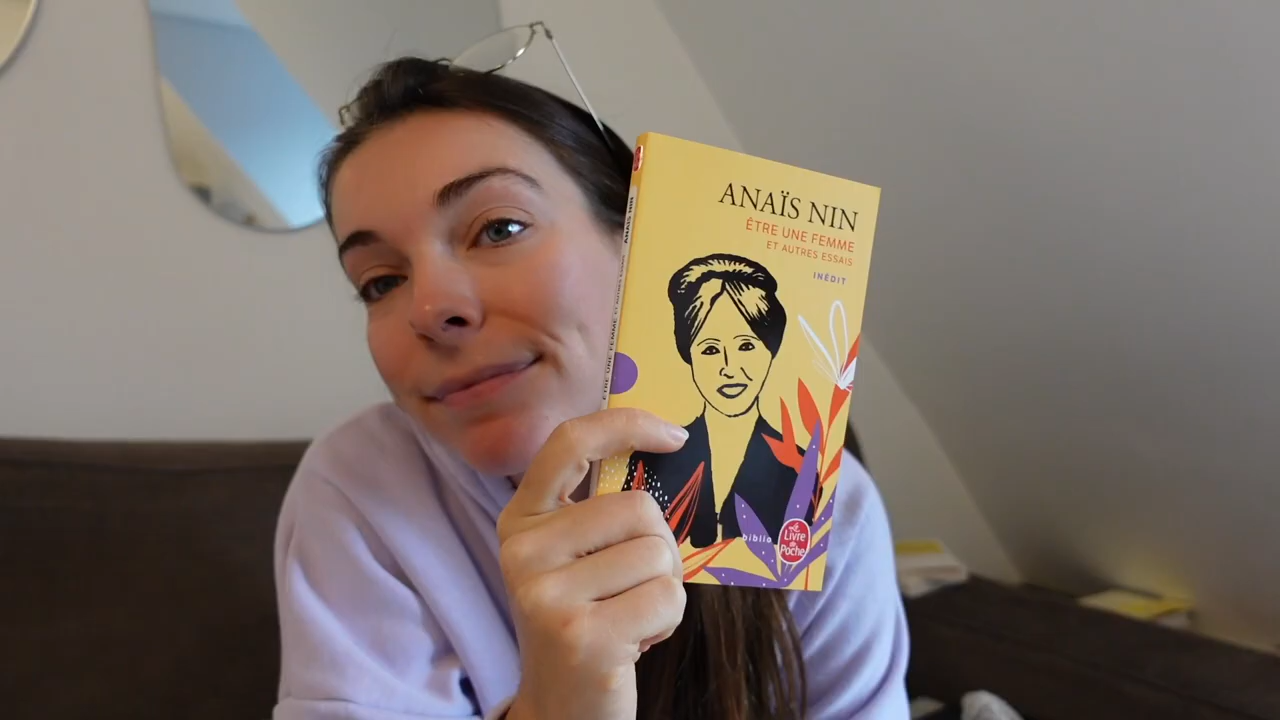 ANAÏS NIN
ÊTRE UNE FEMME
ET AUTRES ESSAIS
INÉDIT
biblio
Le
Livre
de
Poche
ÊTRE UNE FEMME ET AUTRES ESSAIS ANAÏS NIN